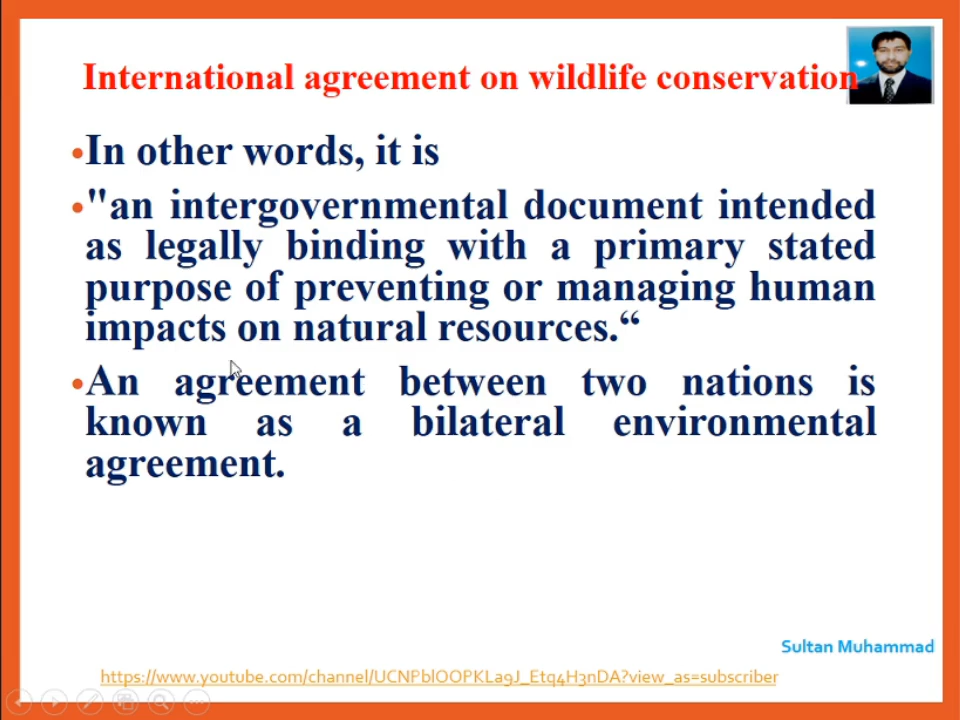 International agreement on wildlife conservation
•In other words, it is
•"an intergovernmental document intended
as legally binding with a primary stated
purpose of preventing or managing human
impacts on natural resources.“
•An agreement between two nations is
known as a bilateral environmental
agreement.
Sultan Muhammad
https://www.youtube.com/channel/UCNPblOOPKLa9J_Etq4H3nDA?view_as=subscriber